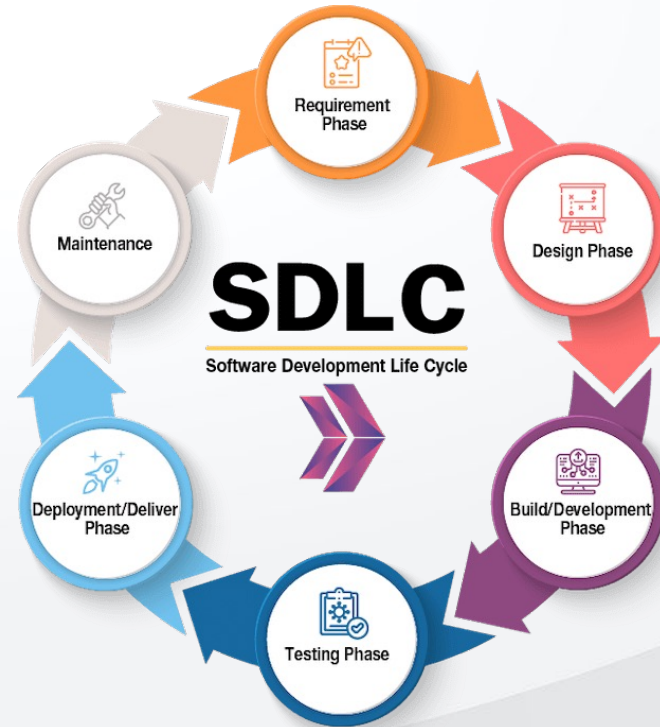 Requirement
Phase
Maintenance
Design Phase
SDLC
Software Development Life Cycle
Deployment/Deliver
Phase
Build/Development
Phase
Testing Phase